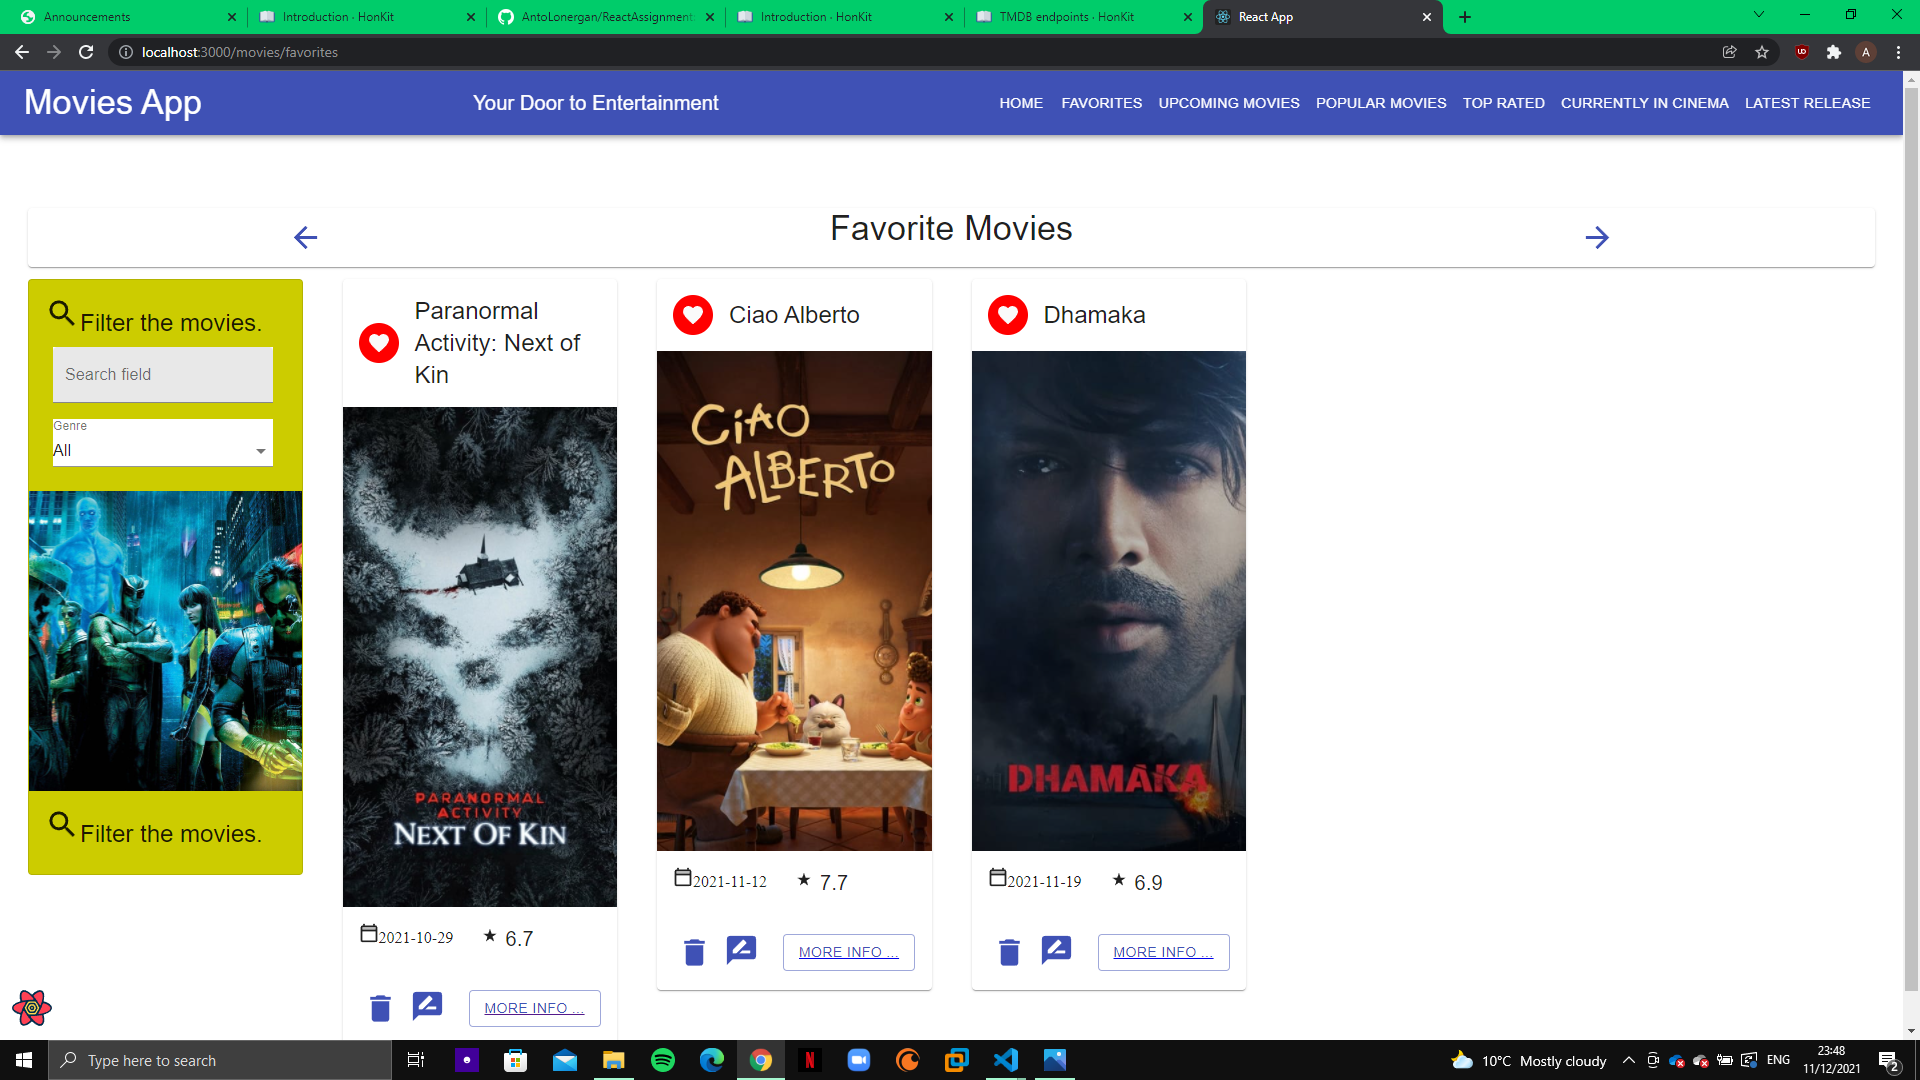 Announcements
Introduction · HonKit
AntoLonergan/ReactAssignment
Introduction · HonKit
TMDB endpoints · HonKit
React App
localhost:3000/movies/favorites
A
Movies App
Your Door to Entertainment
HOME
FAVORITES
UPCOMING MOVIES
POPULAR MOVIES
TOP RATED
CURRENTLY IN CINEMA
LATEST RELEASE
Favorite Movies
Filter the movies.
Search field
Genre
All
Filter the movies.
Paranormal
Activity: Next of
Kin
PARANORMAL
ACTIVITY
NEXT OF KIN
2021-10-29
6.7
MORE INFO ...
Ciao Alberto
CIAO
ALBERTO
2021-11-12
7.7
MORE INFO ...
Dhamaka
DHAMAKA
2021-11-19
6.9
MORE INFO ...
Type here to search
10°C Mostly cloudy
ENG
23:48
11/12/2021
2